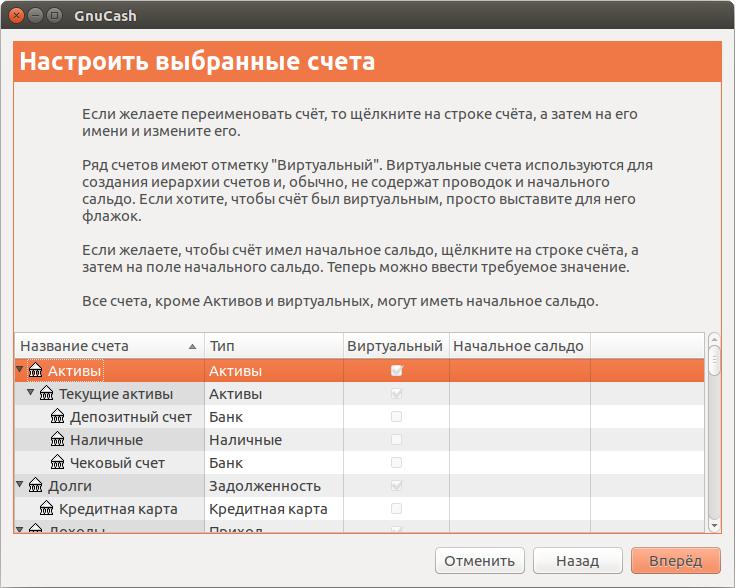 GnuCash
Настроить выбранные счета
Если желаете переименовать счёт, то щёлкните на строке счёта, а затем на его
имени и измените его.
Ряд счетов имеют отметку "Виртуальный". Виртуальные счета используются для
создания иерархии счетов и, обычно, не содержат проводок и начального
сальдо. Если хотите, чтобы счёт был виртуальным, просто выставите для него
флажок.
Если желаете, чтобы счёт имел начальное сальдо, щёлкните на строке счёта, а
затем на поле начального сальдо. Теперь можно ввести требуемое значение.
Все счета, кроме Активов и виртуальных, могут иметь начальное сальдо.
Название счета Тип Виртуальный Начальное сальдо
Активы Активы
Текущие активы Активы
Депозитный счет Банк
Наличные Наличные
Чековый счет Банк
Долги Задолженность
Кредитная карта Кредитная карта
Доходы Приход
Отменить Назад Вперёд